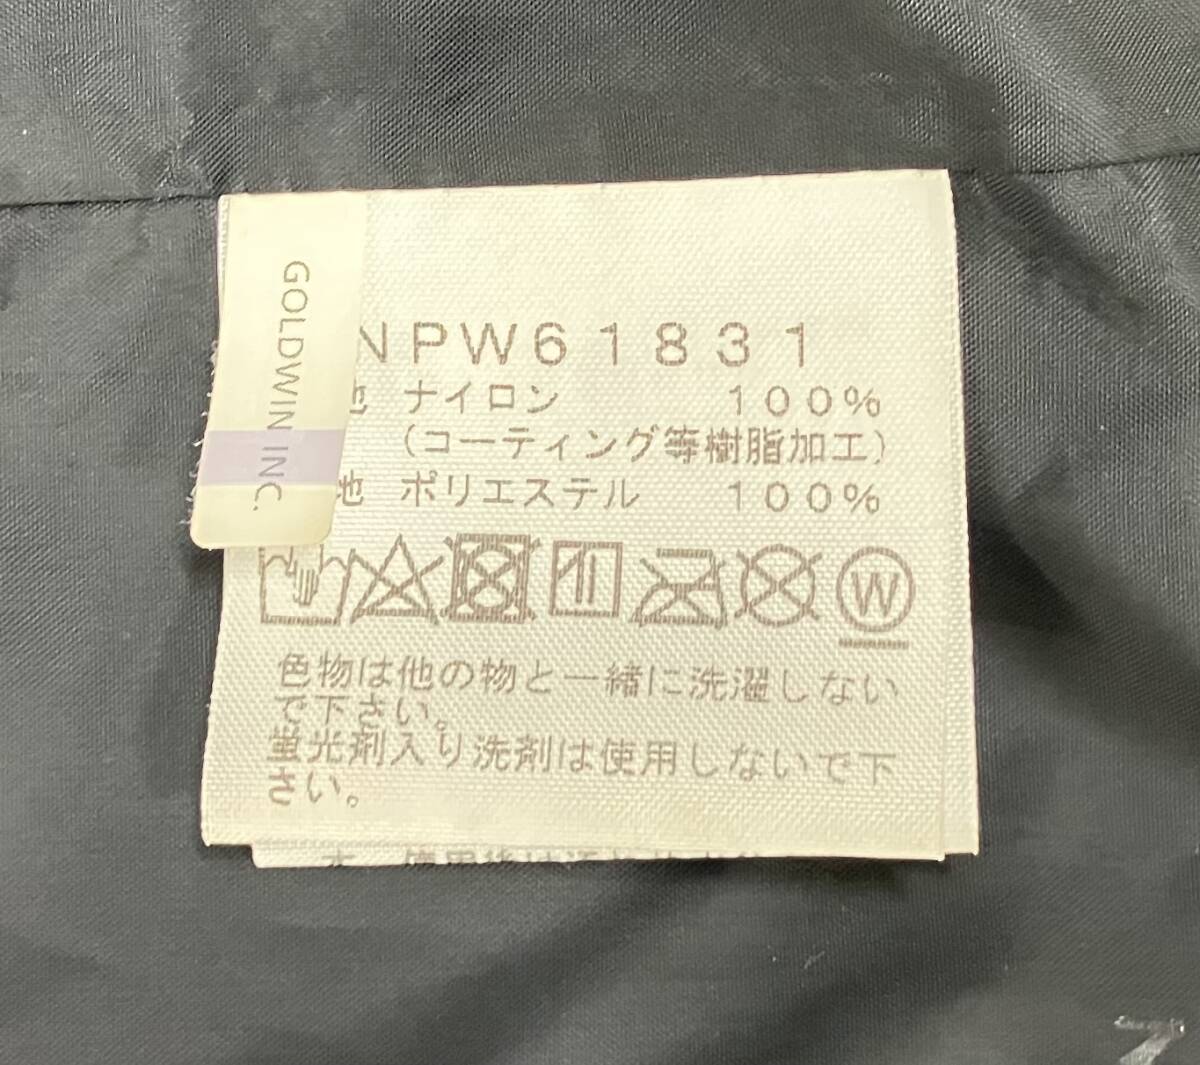 GOLDWIN INC.
NPW61831
地 ナイロン 100%
(コーティング等樹脂加工)
地 ポリエステル 100%
W
色物は他の物と一緒に洗濯しない
で下さい。
蛍光剤入り洗剤は使用しないで下
さい。